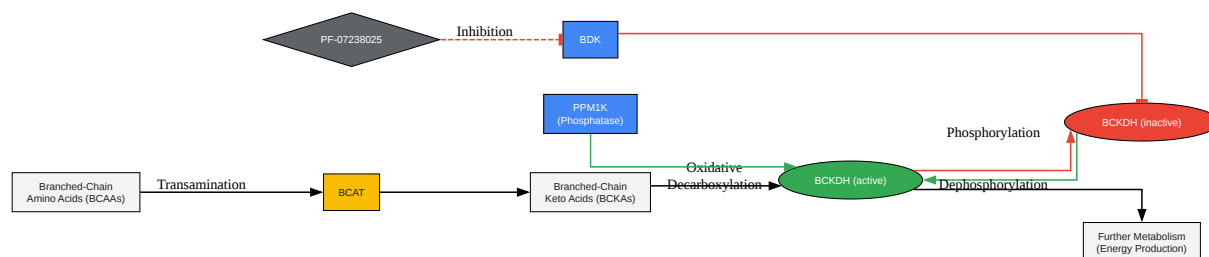 PF-07238025
Inhibition
BDK
PPM1K
(Phosphatase)
BCKDH (inactive)
Phosphorylation
Branched-Chain
Amino Acids (BCAAs)
Transamination
BCAT
Branched-Chain
Keto Acids (BCKAs)
Oxidative
Decarboxylation
BCKDH (active)
Dephosphorylation
Further Metabolism
(Energy Production)